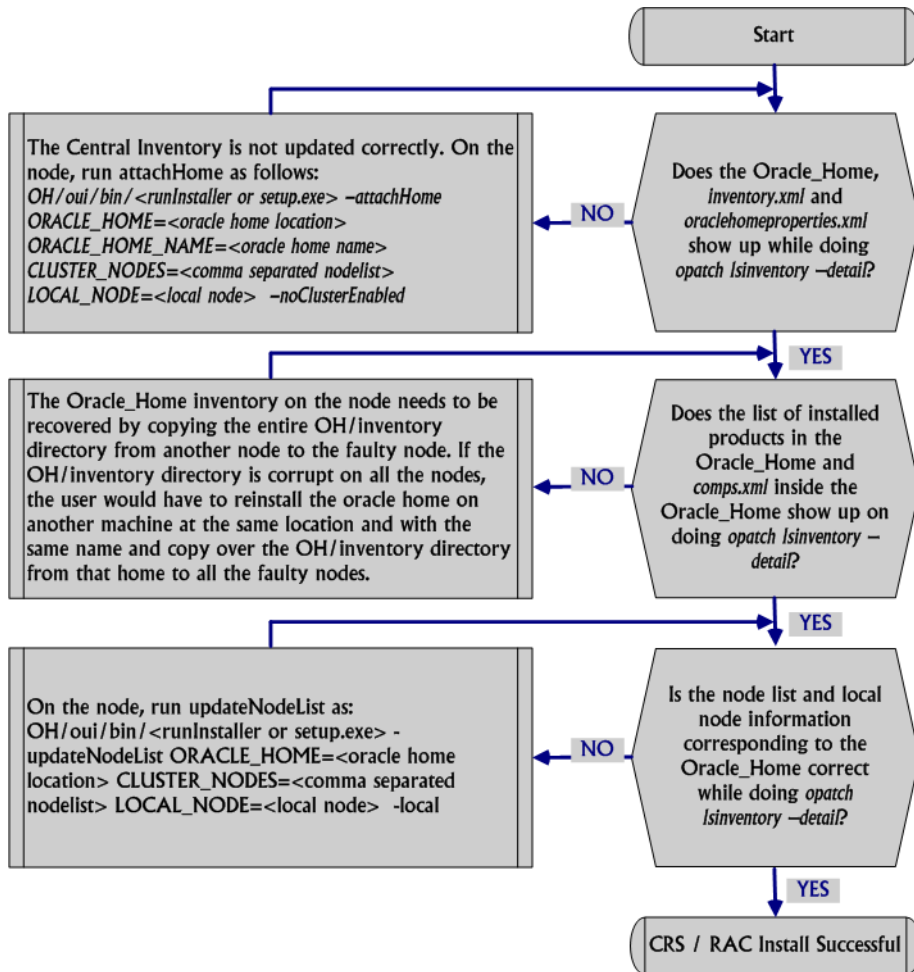 Start
Does the Oracle_Home,
inventory.xml and
oraclehomeproperties.xml
show up while doing
opatch lsinventory –detail?
NO
The Central Inventory is not updated correctly. On the
node, run attachHome as follows:
OH/oui/bin/<runInstaller or setup.exe> –attachHome
ORACLE_HOME=<oracle home location>
ORACLE_HOME_NAME=<oracle home name>
CLUSTER_NODES=<comma separated nodelist>
LOCAL_NODE=<local node> –noClusterEnabled
YES
Does the list of installed
products in the
Oracle_Home and
comps.xml inside the
Oracle_Home show up on
doing opatch lsinventory –
detail?
NO
The Oracle_Home inventory on the node needs to be
recovered by copying the entire OH/inventory
directory from another node to the faulty node. If the
OH/inventory directory is corrupt on all the nodes,
the user would have to reinstall the oracle home on
another machine at the same location and with the
same name and copy over the OH/inventory directory
from that home to all the faulty nodes.
YES
Is the node list and local
node information
corresponding to the
Oracle_Home correct
while doing opatch
lsinventory –detail?
NO
On the node, run updateNodeList as:
OH/oui/bin/<runInstaller or setup.exe> -
updateNodeList ORACLE_HOME=<oracle home
location> CLUSTER_NODES=<comma separated
nodelist> LOCAL_NODE=<local node> -local
YES
CRS / RAC Install Successful